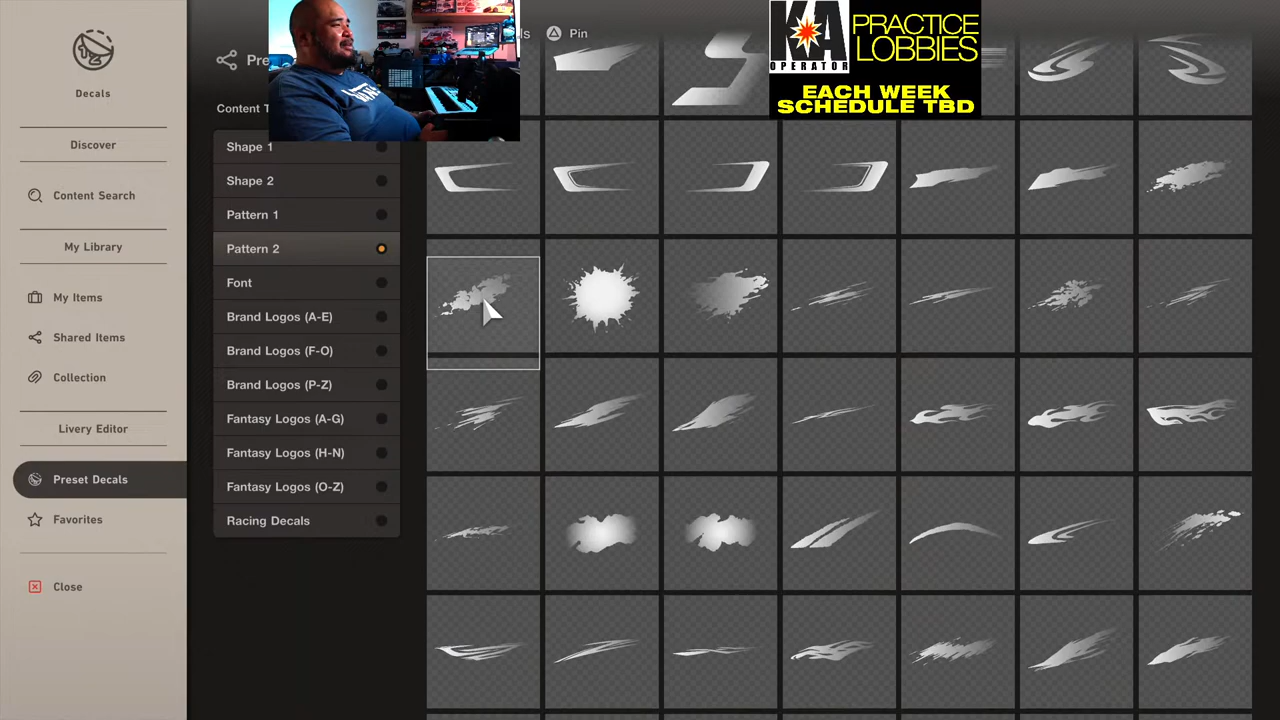 Decals
Discover
Content Search
My Library
My Items
Shared Items
Collection
Livery Editor
Preset Decals
Favorites
Close
Pre
Content T
Shape 1
Shape 2
Pattern 1
Pattern 2
Font
Brand Logos (A-E)
Brand Logos (F-O)
Brand Logos (P-Z)
Fantasy Logos (A-G)
Fantasy Logos (H-N)
Fantasy Logos (O-Z)
Racing Decals
ls
Pin
KA
OPERATOR
PRACTICE
LOBBIES
EACH WEEK
SCHEDULE TBD